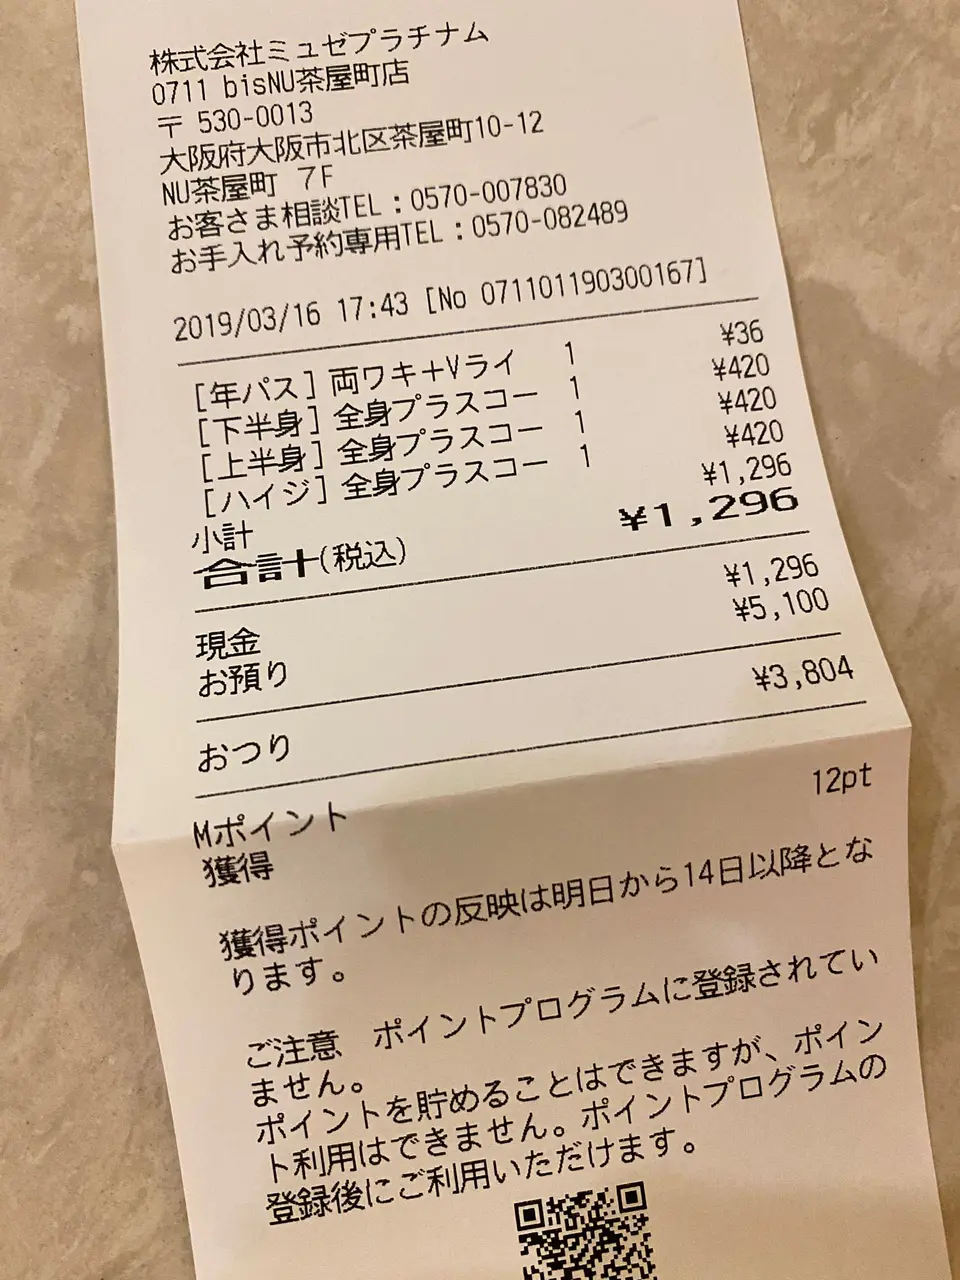 株式会社ミュゼプラチナム
0711 bisNU茶屋町店
〒 530-0013
大阪府大阪市北区茶屋町10-12
NU茶屋町 7F
お客さま相談TEL:0570-007830
お手入れ予約専用TEL:0570-082489
2019/03/16 17:43 [No 071101190300167]
[年パス] 両ワキ+Vライ 1 ¥36
[下半身] 全身プラスコー 1 ¥420
[上半身] 全身プラスコー 1 ¥420
[ハイジ] 全身プラスコー 1 ¥420
小計 ¥1,296
合計(税込) ¥1,296
現金 ¥1,296
お預り ¥5,100
おつり ¥3,804
Mポイント
獲得 12pt
獲得ポイントの反映は明日から14日以降とな
ります。
ご注意 ポイントプログラムに登録されてい
ません。
ポイントを貯めることはできますが、ポイン
ト利用はできません。ポイントプログラムの
登録後にご利用いただけます。